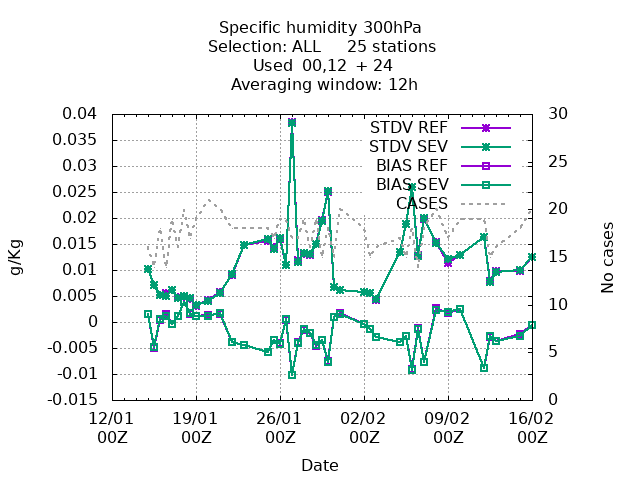 Specific humidity 300hPa
Selection: ALL 25 stations
Used 00,12 + 24
Averaging window: 12h
0.04
0.035
0.03
0.025
0.02
0.015
0.01
0.005
0
-0.005
-0.01
-0.015
g/Kg
STDV REF
STDV SEV
BIAS REF
BIAS SEV
CASES
30
25
20
15
10
5
0
No cases
12/01 19/01 26/01 02/02 09/02 16/02
00Z 00Z 00Z 00Z 00Z 00Z
Date